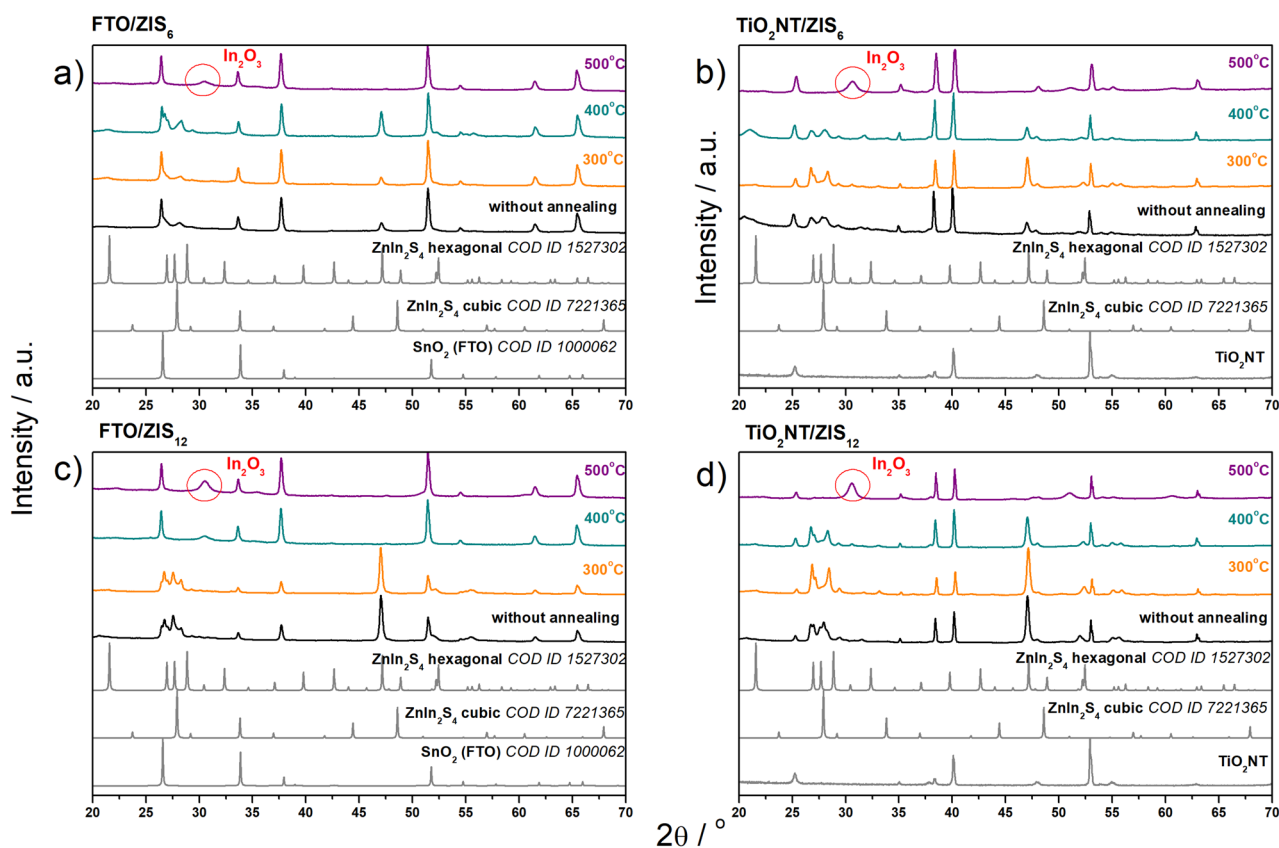 FTO/ZIS₆
a)
In₂O₃
500°C
400°C
300°C
without annealing
ZnIn₂S₄ hexagonal COD ID 1527302
ZnIn₂S₄ cubic COD ID 7221365
SnO₂ (FTO) COD ID 1000062
20 25 30 35 40 45 50 55 60 65 70
TiO₂NT/ZIS₆
b)
In₂O₃
500°C
400°C
300°C
without annealing
ZnIn₂S₄ hexagonal COD ID 1527302
ZnIn₂S₄ cubic COD ID 7221365
TiO₂NT
20 25 30 35 40 45 50 55 60 65 70
Intensity / a.u.
Intensity / a.u.
FTO/ZIS₁₂
c)
In₂O₃
500°C
400°C
300°C
without annealing
ZnIn₂S₄ hexagonal COD ID 1527302
ZnIn₂S₄ cubic COD ID 7221365
SnO₂ (FTO) COD ID 1000062
20 25 30 35 40 45 50 55 60 65 70
TiO₂NT/ZIS₁₂
d)
In₂O₃
500°C
400°C
300°C
without annealing
ZnIn₂S₄ hexagonal COD ID 1527302
ZnIn₂S₄ cubic COD ID 7221365
TiO₂NT
20 25 30 35 40 45 50 55 60 65 70
2θ / °